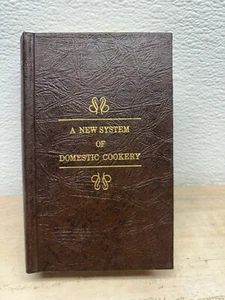 A NEW SYSTEM
OF
DOMESTIC COOKERY